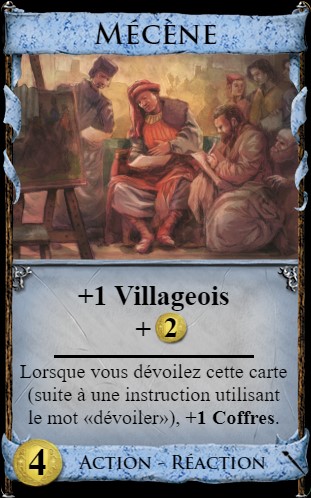 MÉCÈNE
+1 Villageois
+ 2
Lorsque vous dévoilez cette carte
(suite à une instruction utilisant
le mot «dévoiler»), +1 Coffres.
4 ACTION – RÉACTION